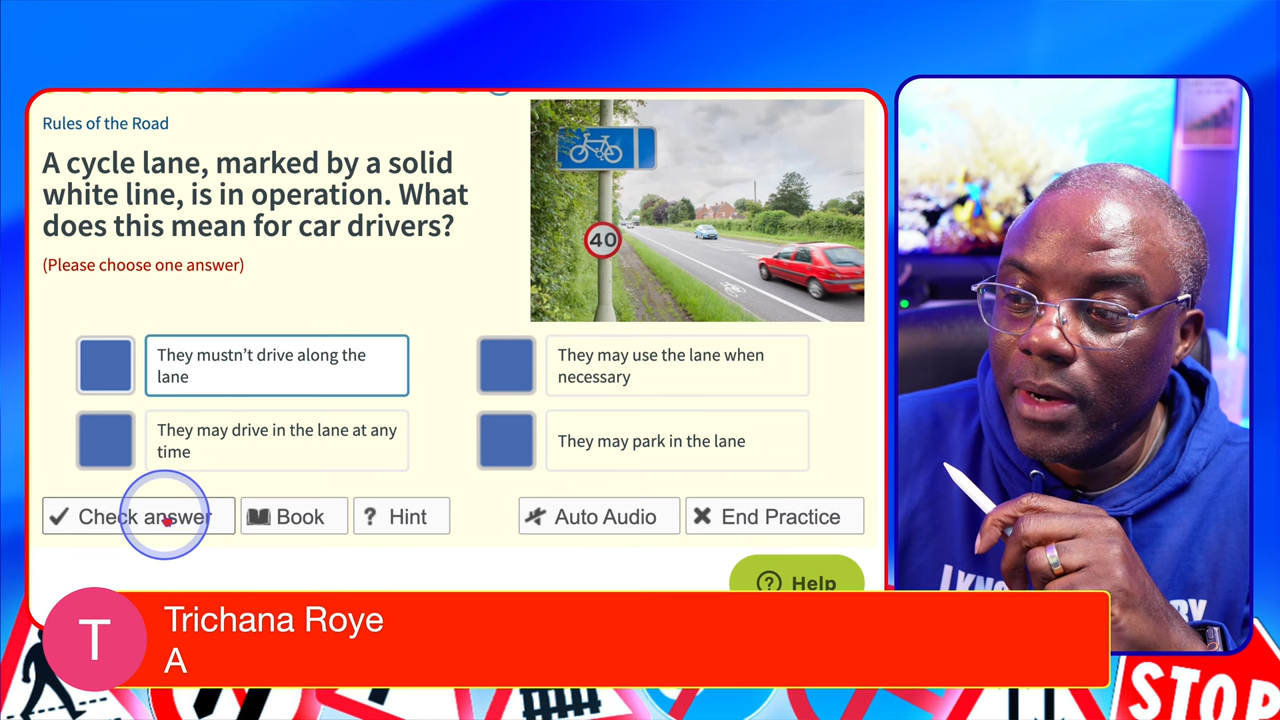 Rules of the Road
A cycle lane, marked by a solid
white line, is in operation. What
does this mean for car drivers?
(Please choose one answer)
40
They mustn’t drive along the
lane
They may use the lane when
necessary
They may drive in the lane at any
time
They may park in the lane
Check answer
Book
? Hint
Auto Audio
End Practice
? Help
T
Trichana Roye
A
STOP